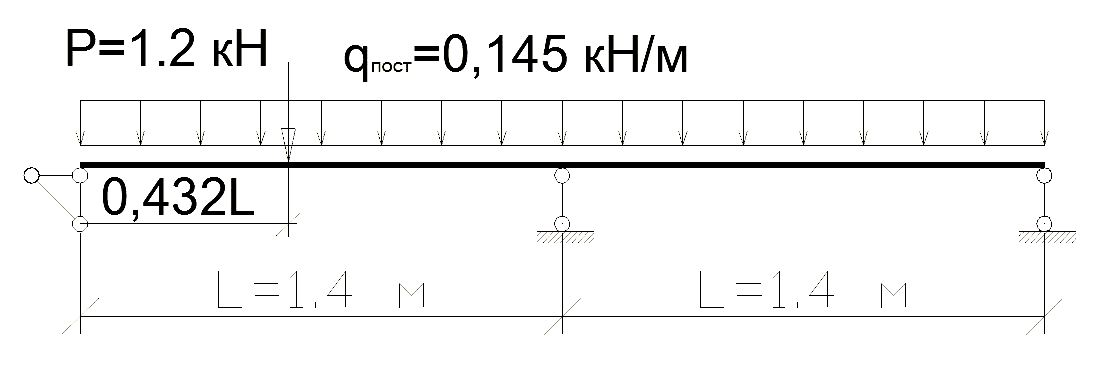 P=1.2 кН qпост=0,145 кН/м
0,432L
L=1.4 м L=1.4 м